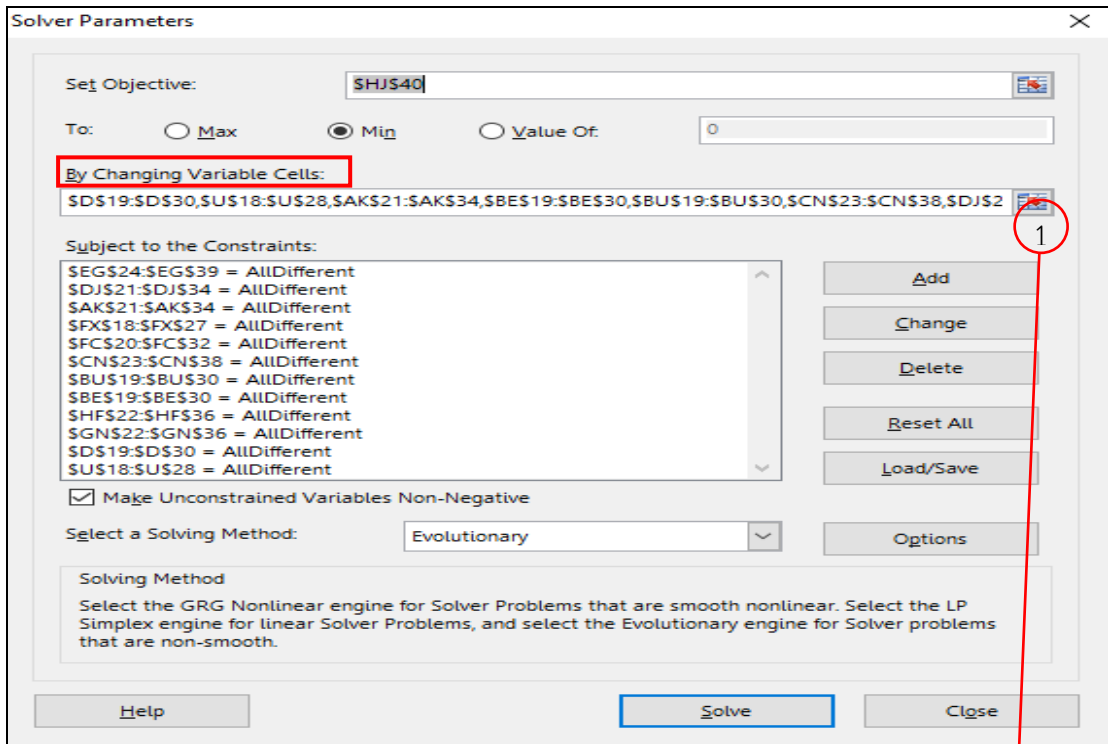 Solver Parameters
Set Objective: $HJ$40
To: Max Min Value Of: 0
By Changing Variable Cells:
$D$19:$D$30,$U$18:$U$28,$AK$21:$AK$34,$BE$19:$BE$30,$BU$19:$BU$30,$CN$23:$CN$38,$DJ$2
1
Subject to the Constraints:
$EG$24:$EG$39 = AllDifferent
$DJ$21:$DJ$34 = AllDifferent
$AK$21:$AK$34 = AllDifferent
$FX$18:$FX$27 = AllDifferent
$FC$20:$FC$32 = AllDifferent
$CN$23:$CN$38 = AllDifferent
$BU$19:$BU$30 = AllDifferent
$BE$19:$BE$30 = AllDifferent
$HF$22:$HF$36 = AllDifferent
$GN$22:$GN$36 = AllDifferent
$D$19:$D$30 = AllDifferent
$U$18:$U$28 = AllDifferent
Add
Change
Delete
Reset All
Load/Save
Make Unconstrained Variables Non-Negative
Select a Solving Method: Evolutionary Options
Solving Method
Select the GRG Nonlinear engine for Solver Problems that are smooth nonlinear. Select the LP
Simplex engine for linear Solver Problems, and select the Evolutionary engine for Solver problems
that are non-smooth.
Help Solve Close